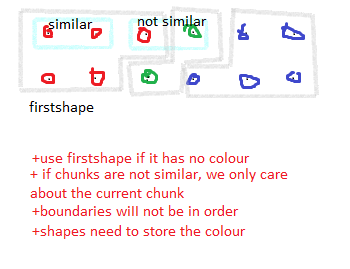 similar
not similar
firstshape
+use firstshape if it has no colour
+ if chunks are not similar, we only care
about the current chunk
+boundaries will not be in order
+shapes need to store the colour